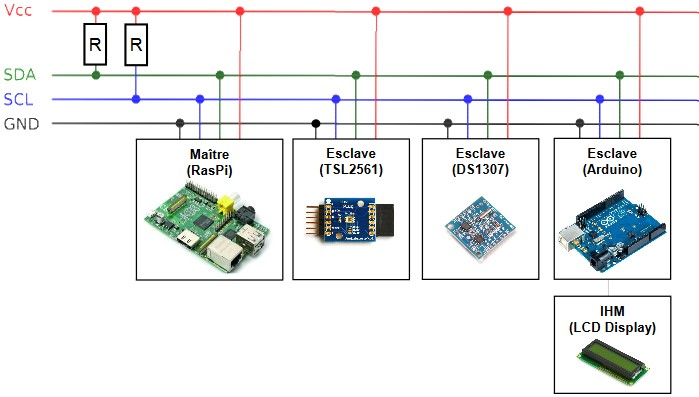 Vcc
R R
SDA
SCL
GND
Maître
(RasPi)
Esclave
(TSL2561)
Esclave
(DS1307)
Esclave
(Arduino)
IHM
(LCD Display)